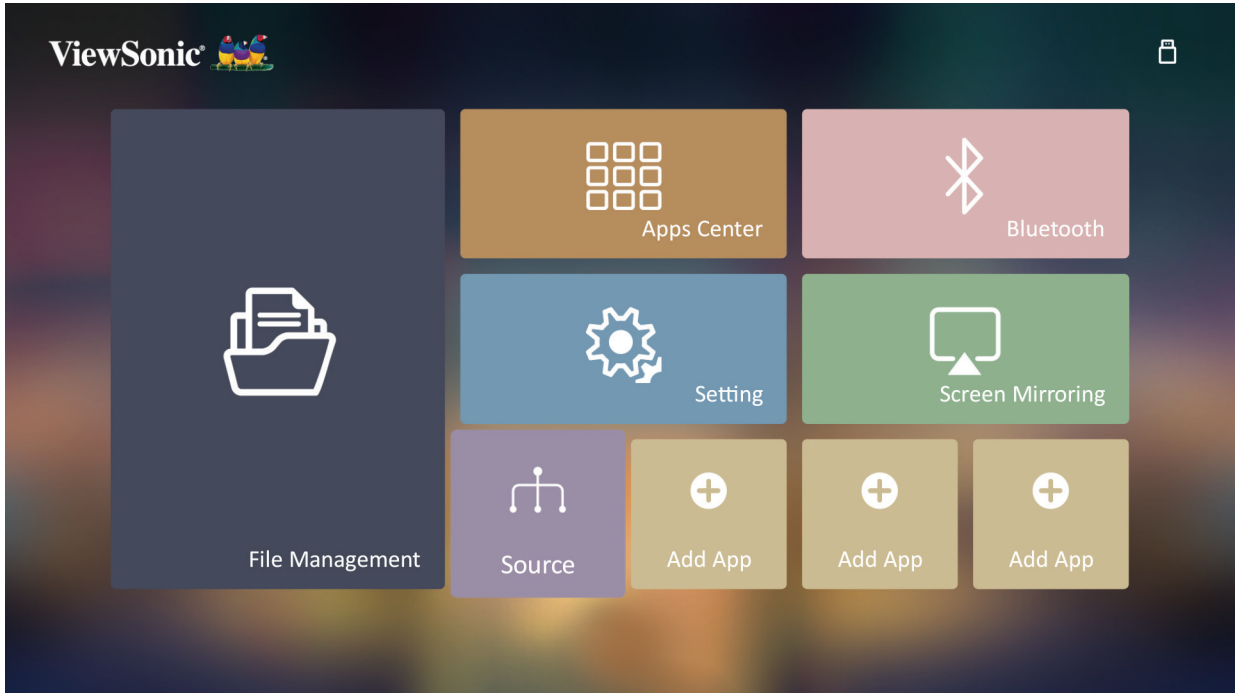 ViewSonic®
Apps Center
Bluetooth
Setting
Screen Mirroring
File Management
Source
Add App
Add App
Add App